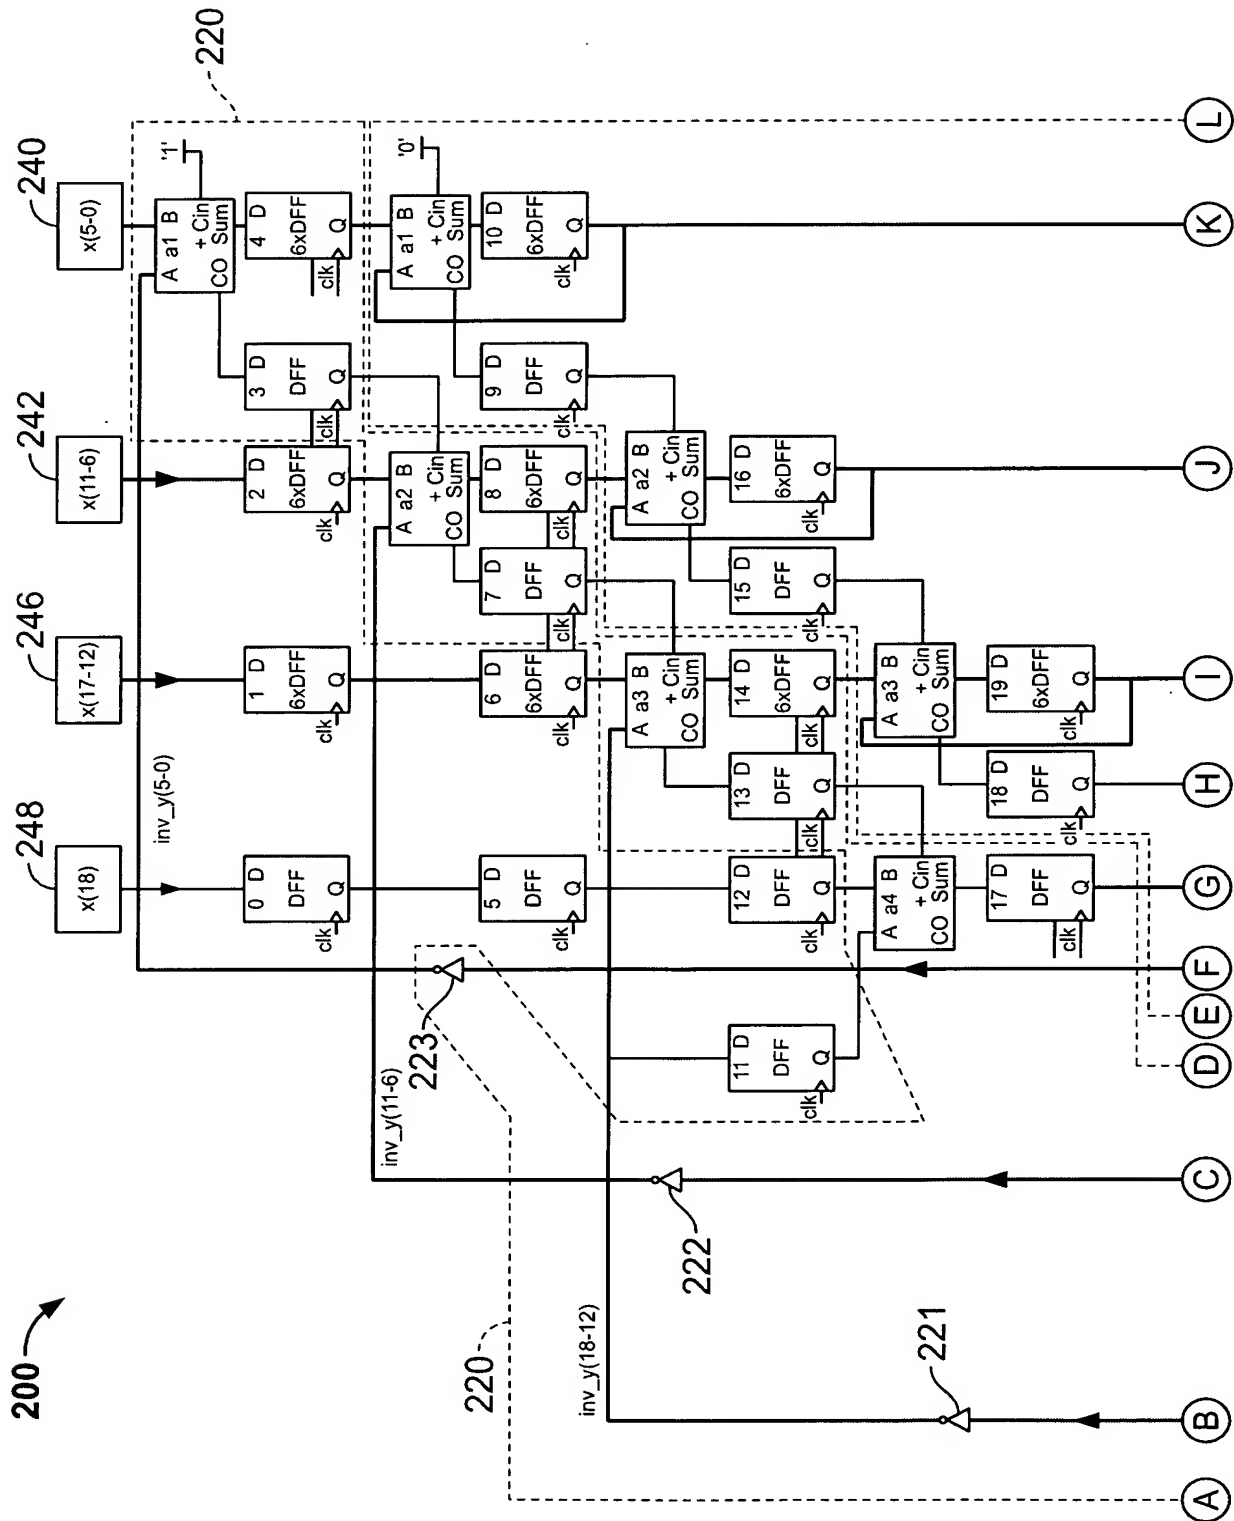 200
220
240
242
246
248
x(5-0)
x(11-6)
x(17-12)
x(18)
'1'
A a1 B
+ Cin
CO Sum
inv_y(5-0)
0 D
DFF
Q
clk
1 D
6xDFF
Q
clk
2 D
6xDFF
Q
clk
3 D
DFF
Q
clk
4 D
6xDFF
Q
clk
'0'
A a1 B
+ Cin
CO Sum
A a2 B
+ Cin
CO Sum
inv_y(11-6)
223
5 D
DFF
Q
clk
6 D
6xDFF
Q
clk
7 D
DFF
Q
clk
8 D
6xDFF
Q
clk
9 D
DFF
Q
clk
10 D
6xDFF
Q
clk
220
222
inv_y(18-12)
A a3 B
+ Cin
CO Sum
A a2 B
+ Cin
CO Sum
11 D
DFF
Q
clk
12 D
DFF
Q
clk
13 D
DFF
Q
clk
14 D
6xDFF
Q
clk
15 D
DFF
Q
clk
16 D
6xDFF
Q
clk
221
A a4 B
+ Cin
CO Sum
A a3 B
+ Cin
CO Sum
17 D
DFF
Q
clk
18 D
DFF
Q
clk
19 D
6xDFF
Q
clk
A
B
C
D
E
F
G
H
I
J
K
L